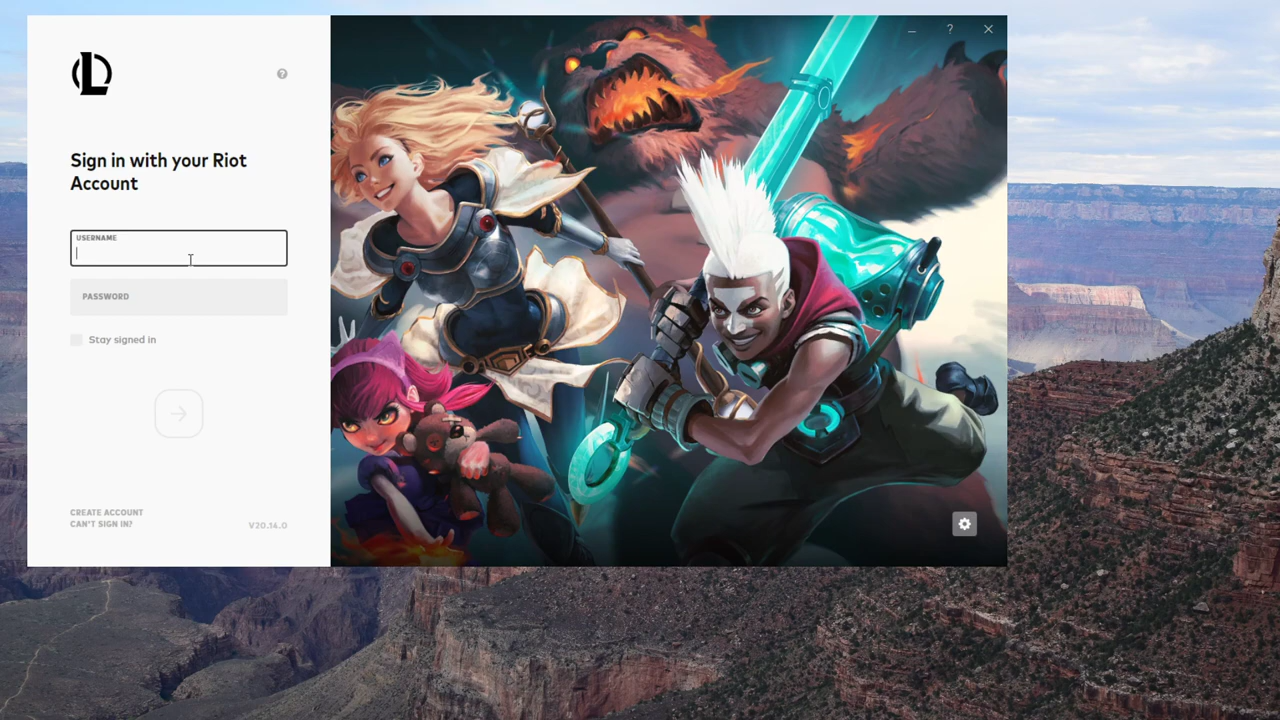 Sign in with your Riot
Account
USERNAME
PASSWORD
Stay signed in
CREATE ACCOUNT
CAN'T SIGN IN?
V20.14.0